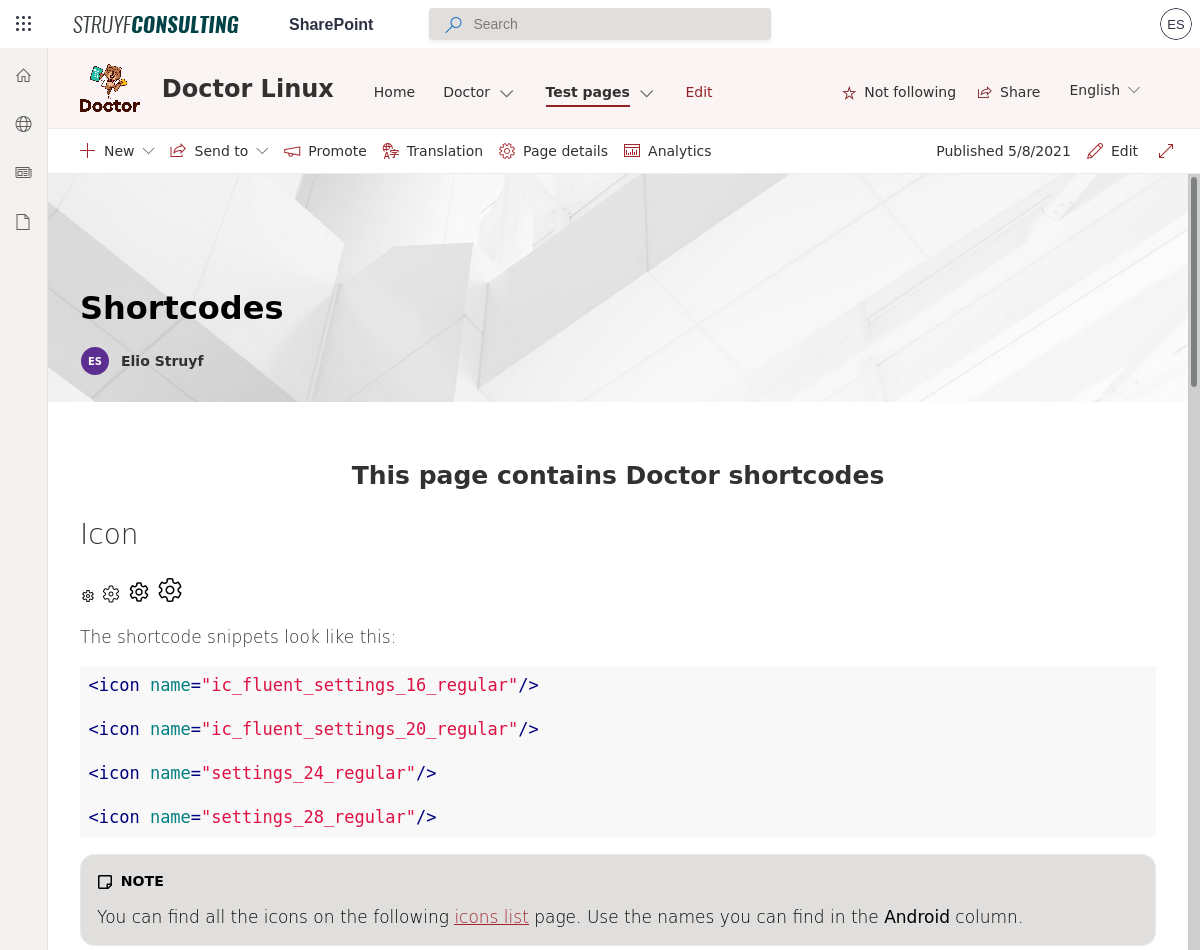 STRUYFCONSULTING SharePoint Search ES
Doctor
Doctor Linux Home Doctor Test pages Edit Not following Share English
New Send to Promote Translation Page details Analytics Published 5/8/2021 Edit
Shortcodes
ES Elio Struyf
This page contains Doctor shortcodes
Icon
The shortcode snippets look like this:
<icon name="ic_fluent_settings_16_regular"/>
<icon name="ic_fluent_settings_20_regular"/>
<icon name="settings_24_regular"/>
<icon name="settings_28_regular"/>
NOTE
You can find all the icons on the following icons list page. Use the names you can find in the Android column.